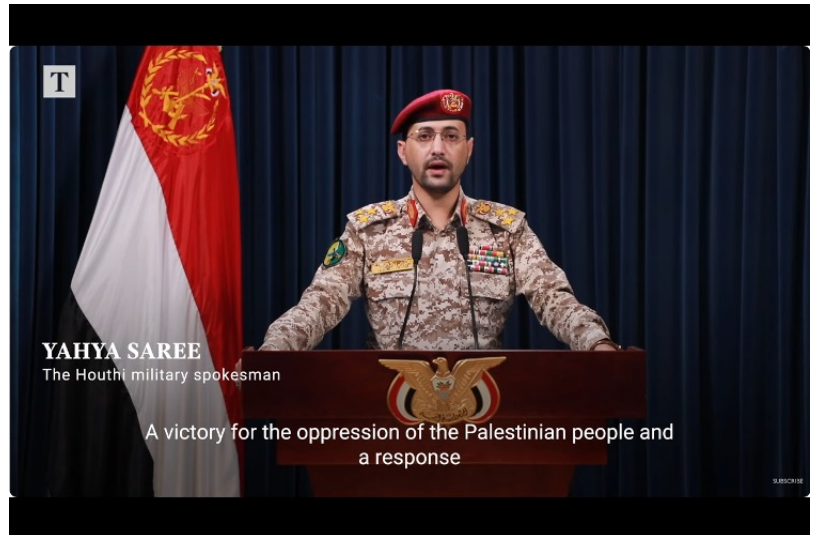 T
YAHYA SAREE
The Houthi military spokesman
A victory for the oppression of the Palestinian people and
a response
SUBSCRIBE